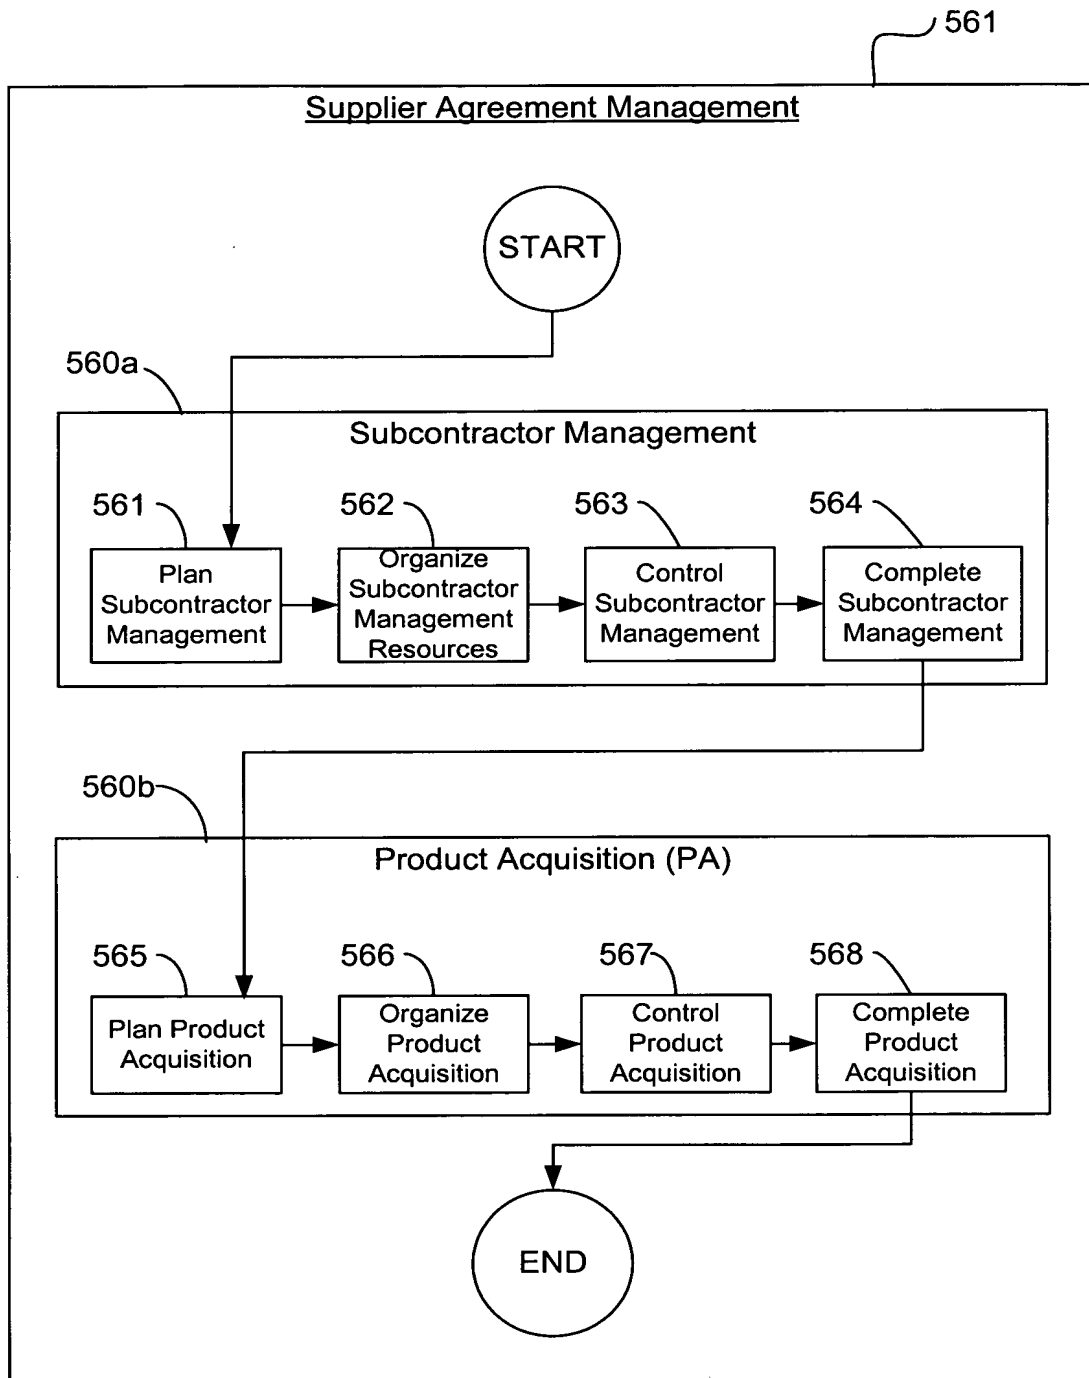 561
Supplier Agreement Management
START
560a
Subcontractor Management
561
562
563
564
Plan
Subcontractor
Management
Organize
Subcontractor
Management
Resources
Control
Subcontractor
Management
Complete
Subcontractor
Management
560b
Product Acquisition (PA)
565
566
567
568
Plan Product
Acquisition
Organize
Product
Acquisition
Control
Product
Acquisition
Complete
Product
Acquisition
END